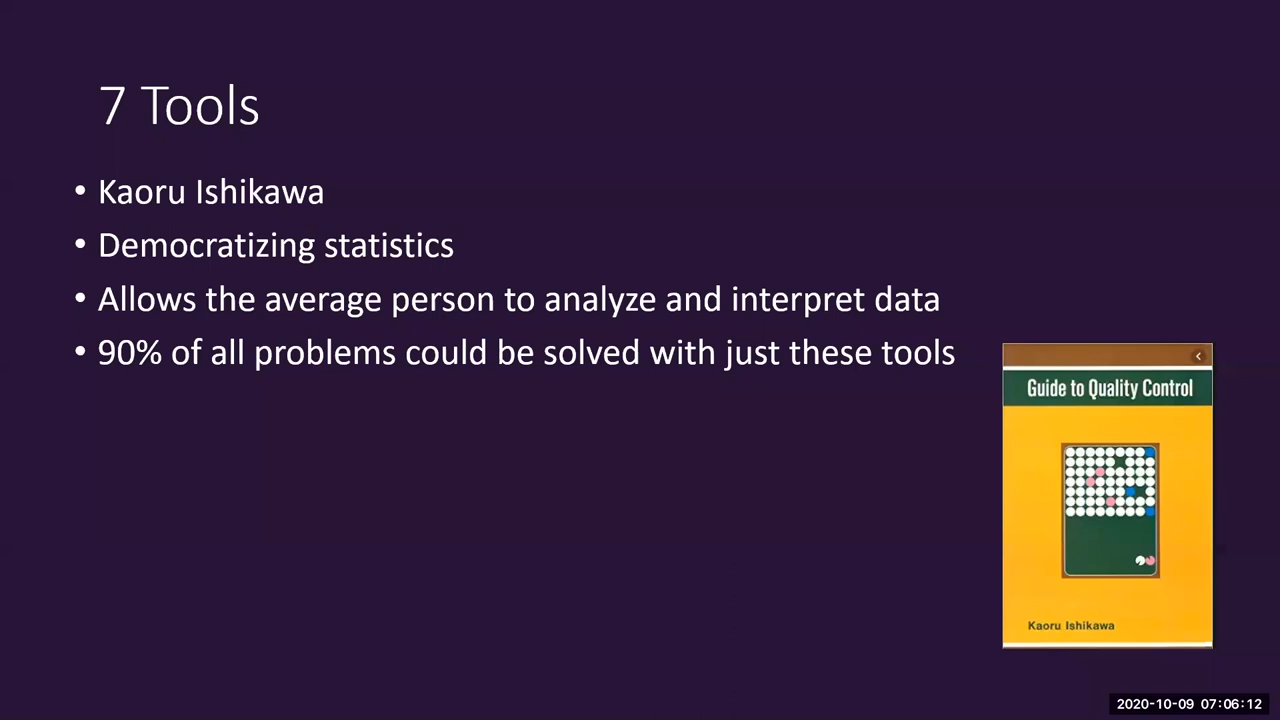 7 Tools
• Kaoru Ishikawa
• Democratizing statistics
• Allows the average person to analyze and interpret data
• 90% of all problems could be solved with just these tools
Guide to Quality Control
Kaoru Ishikawa
2020-10-09 07:06:12